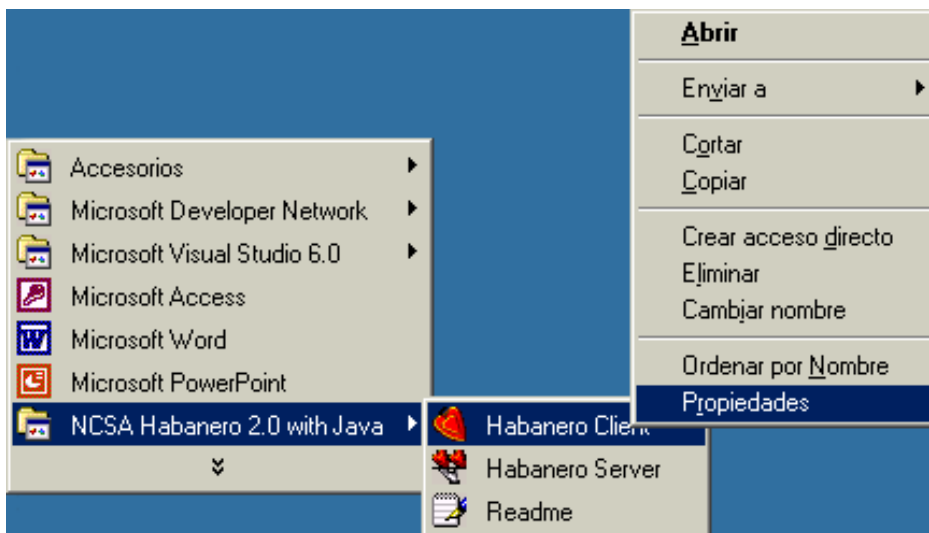 Abrir
Enviar a
Cortar
Copiar
Crear acceso directo
Eliminar
Cambiar nombre
Ordenar por Nombre
Propiedades
Accesorios
Microsoft Developer Network
Microsoft Visual Studio 6.0
Microsoft Access
Microsoft Word
Microsoft PowerPoint
NCSA Habanero 2.0 with Java
Habanero Client
Habanero Server
Readme